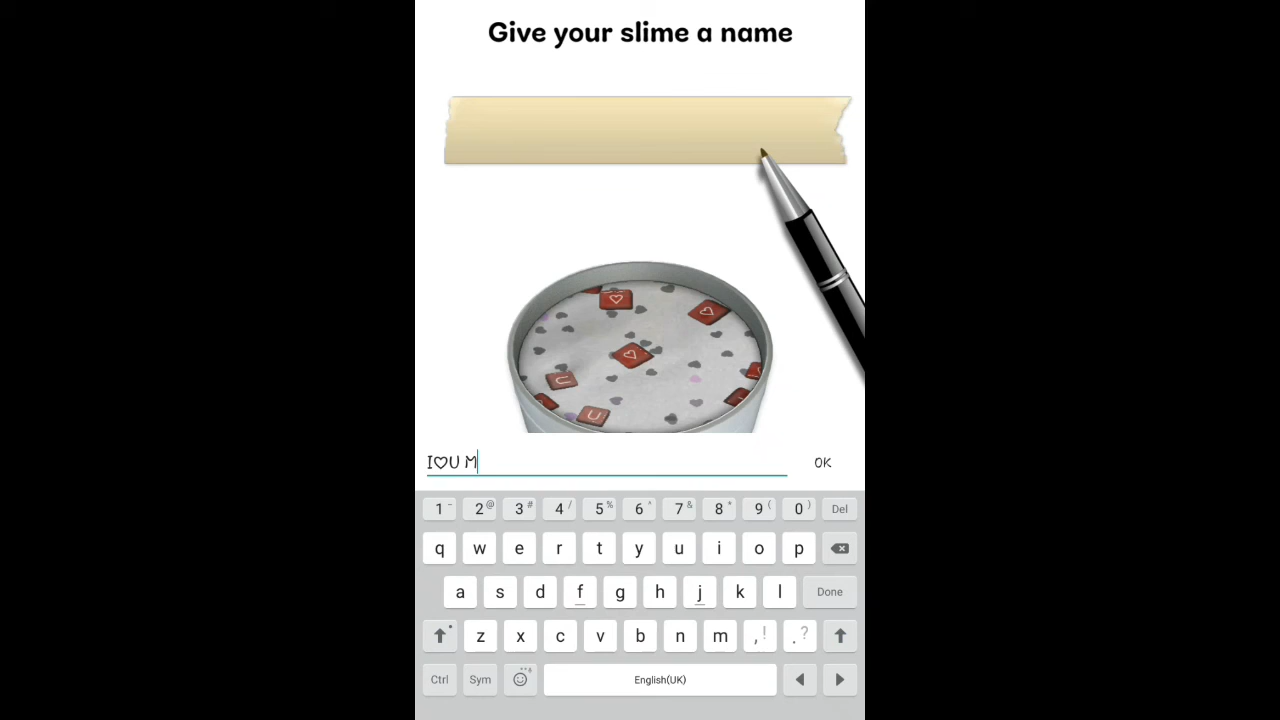 Give your slime a name
I♡U M
OK
1 - 2 @ 3 # 4 / 5 % 6 ^ 7 & 8 * 9 ( 0 ) Del
q w e r t y u i o p
a s d f g h j k l Done
z x c v b n m , ! . ?
Ctrl Sym English(UK)